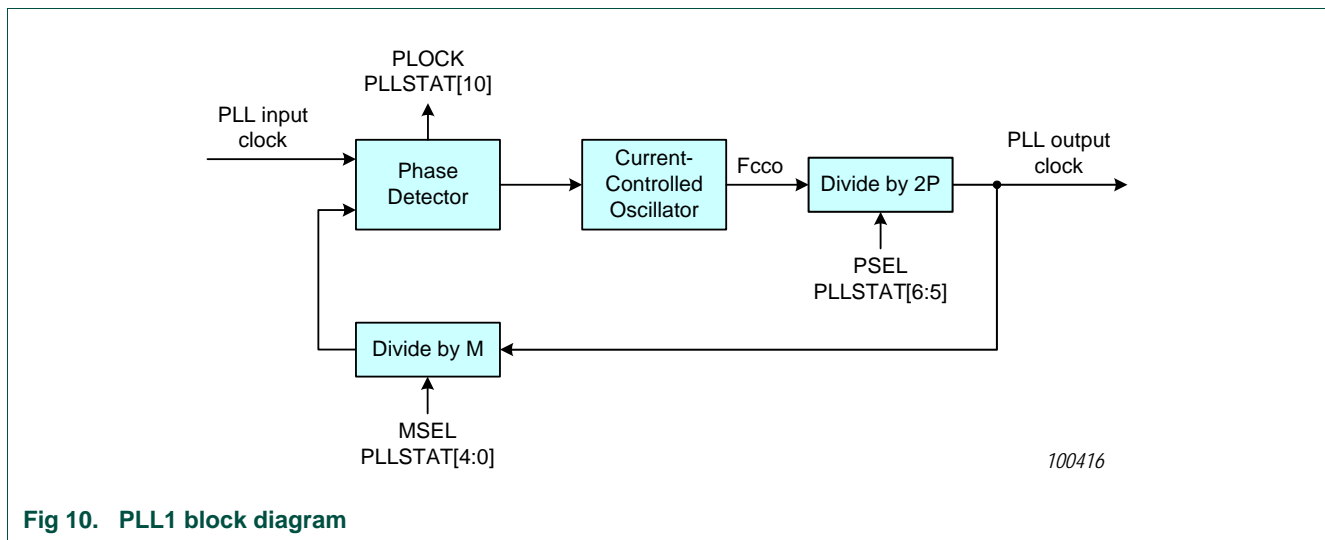 PLOCK
PLLSTAT[10]
PLL input
clock
Phase
Detector
Current-
Controlled
Oscillator
Fcco
Divide by 2P
PLL output
clock
PSEL
PLLSTAT[6:5]
Divide by M
MSEL
PLLSTAT[4:0]
100416
Fig 10. PLL1 block diagram